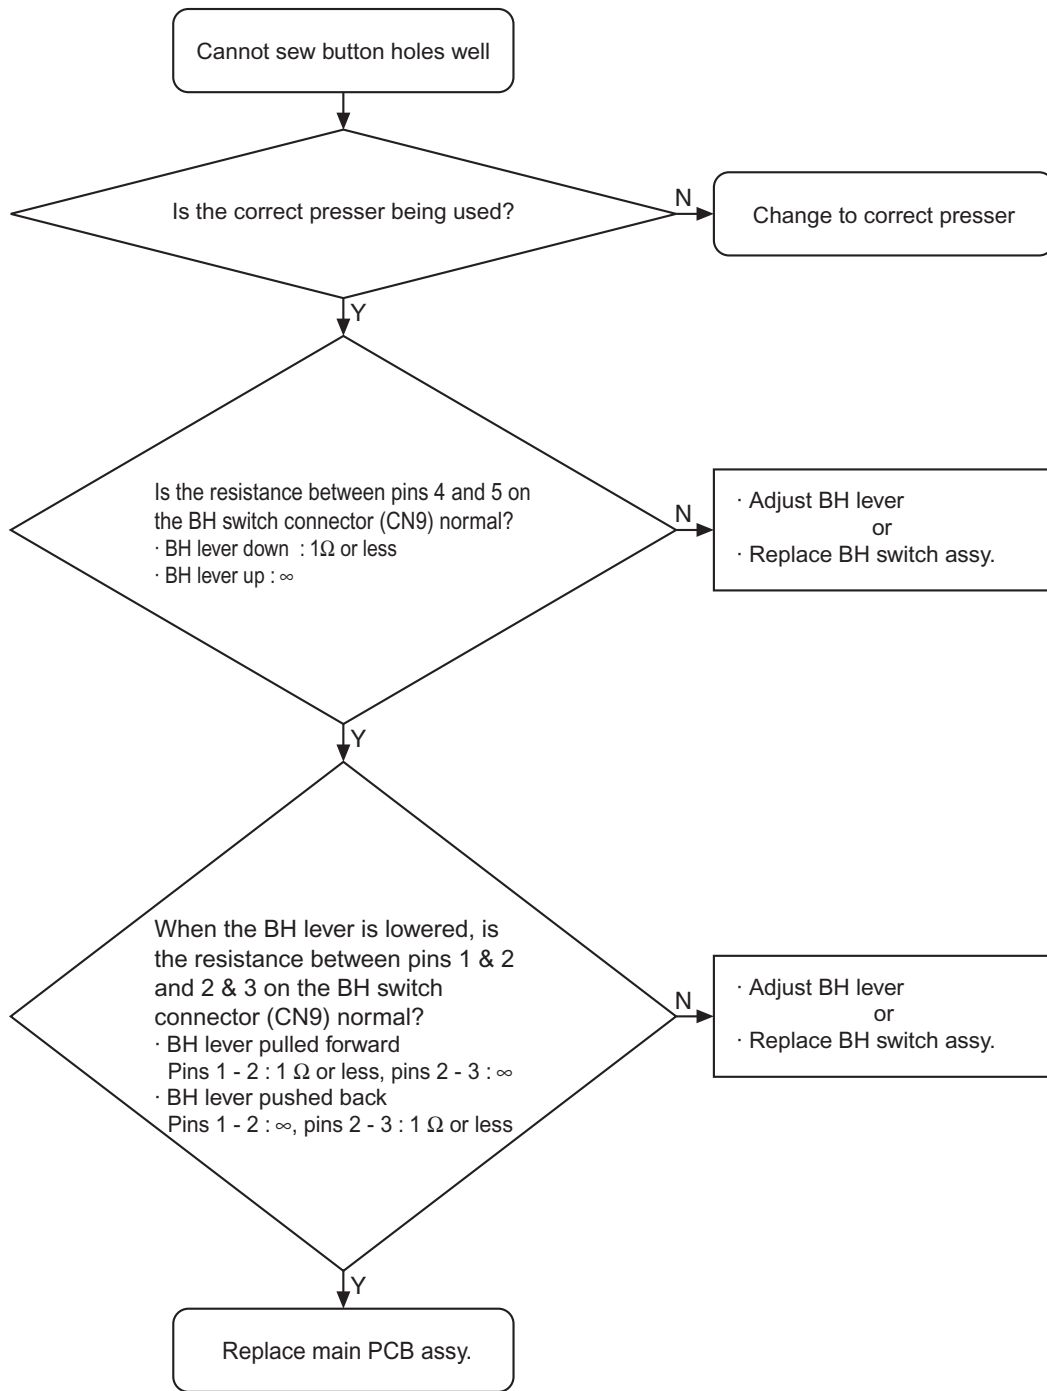 Cannot sew button holes well
Is the correct presser being used?
N
Change to correct presser
Y
Is the resistance between pins 4 and 5 on
the BH switch connector (CN9) normal?
· BH lever down : 1Ω or less
· BH lever up : ∞
N
· Adjust BH lever
or
· Replace BH switch assy.
Y
When the BH lever is lowered, is
the resistance between pins 1 & 2
and 2 & 3 on the BH switch
connector (CN9) normal?
· BH lever pulled forward
Pins 1 - 2 : 1 Ω or less, pins 2 - 3 : ∞
· BH lever pushed back
Pins 1 - 2 : ∞, pins 2 - 3 : 1 Ω or less
N
· Adjust BH lever
or
· Replace BH switch assy.
Y
Replace main PCB assy.